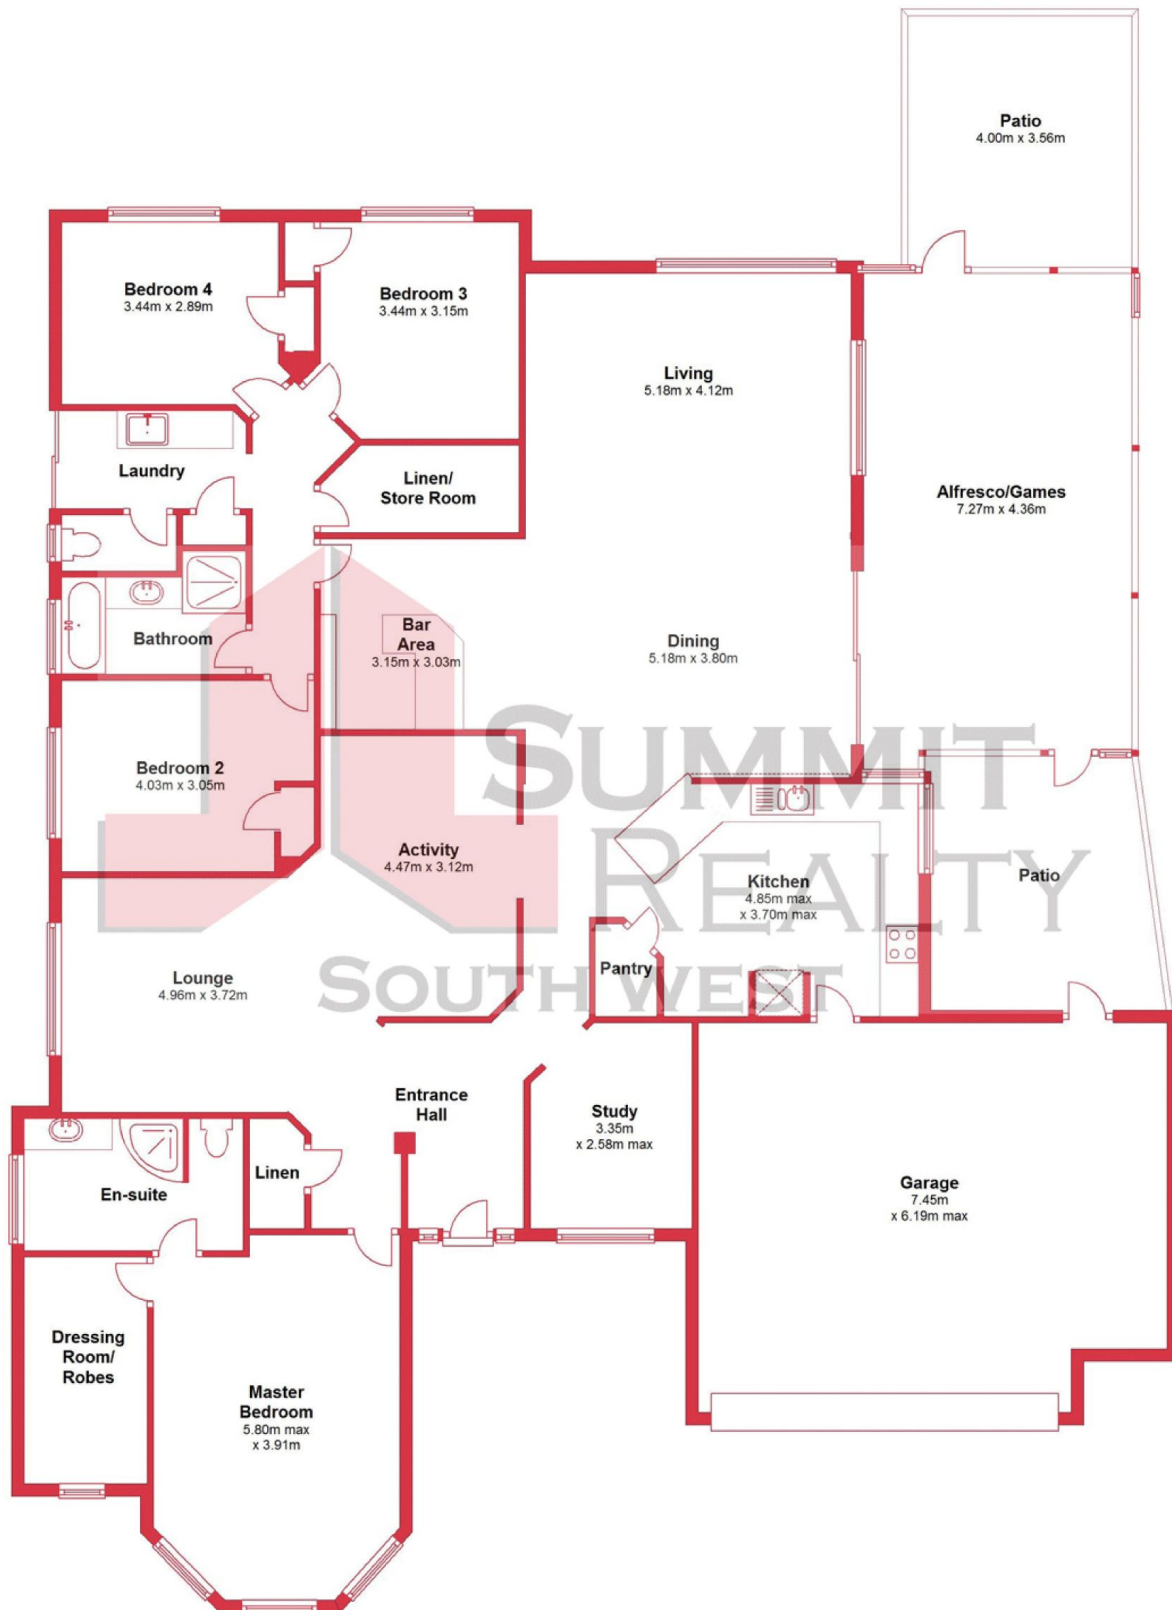 Patio
4.00m x 3.56m
Bedroom 4
3.44m x 2.89m
Bedroom 3
3.44m x 3.15m
Living
5.18m x 4.12m
Laundry
Linen/
Store Room
Alfresco/Games
7.27m x 4.36m
Bathroom
Bar
Area
3.15m x 3.03m
Dining
5.18m x 3.80m
Bedroom 2
4.03m x 3.05m
SUMMIT
REALTY
SOUTH WEST
Activity
4.47m x 3.12m
Kitchen
4.85m max
x 3.70m max
Patio
Lounge
4.96m x 3.72m
Pantry
Entrance
Hall
Study
3.35m
x 2.58m max
Linen
En-suite
Garage
7.45m
x 6.19m max
Dressing
Room/
Robes
Master
Bedroom
5.80m max
x 3.91m